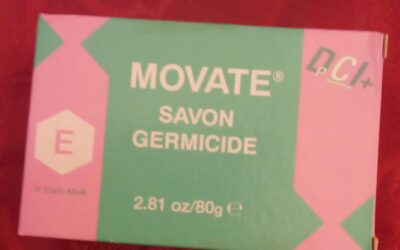 MOVATE®
DCI+
SAVON
GERMICIDE
E
® Trade Mark
2.81 oz/80g ℮